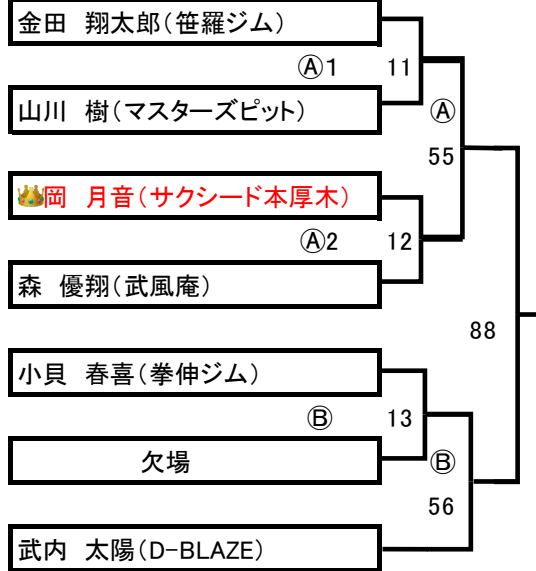 金田　翔太郎(笹羅ジム)
Ⓐ1 11
山川　樹(マスターズピット)
Ⓐ
55
👑岡　月音(サクシード本厚木)
Ⓐ2 12
森　優翔(武風庵)
88
小貝　春喜(拳伸ジム)
Ⓑ 13
欠場
Ⓑ
56
武内　太陽(D-BLAZE)